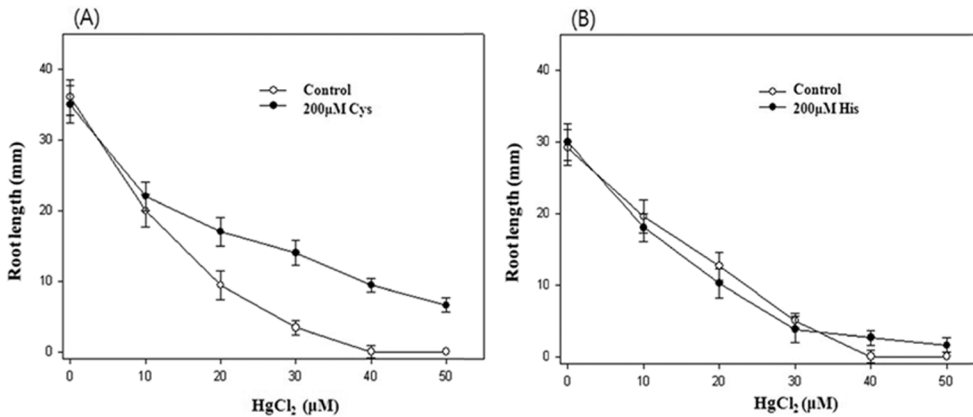 (A)
40
30
20
10
0
Root length (mm)
Control
200μM Cys
0 10 20 30 40 50
HgCl₂ (μM)
(B)
40
30
20
10
0
Root length (mm)
Control
200μM His
0 10 20 30 40 50
HgCl₂ (μM)